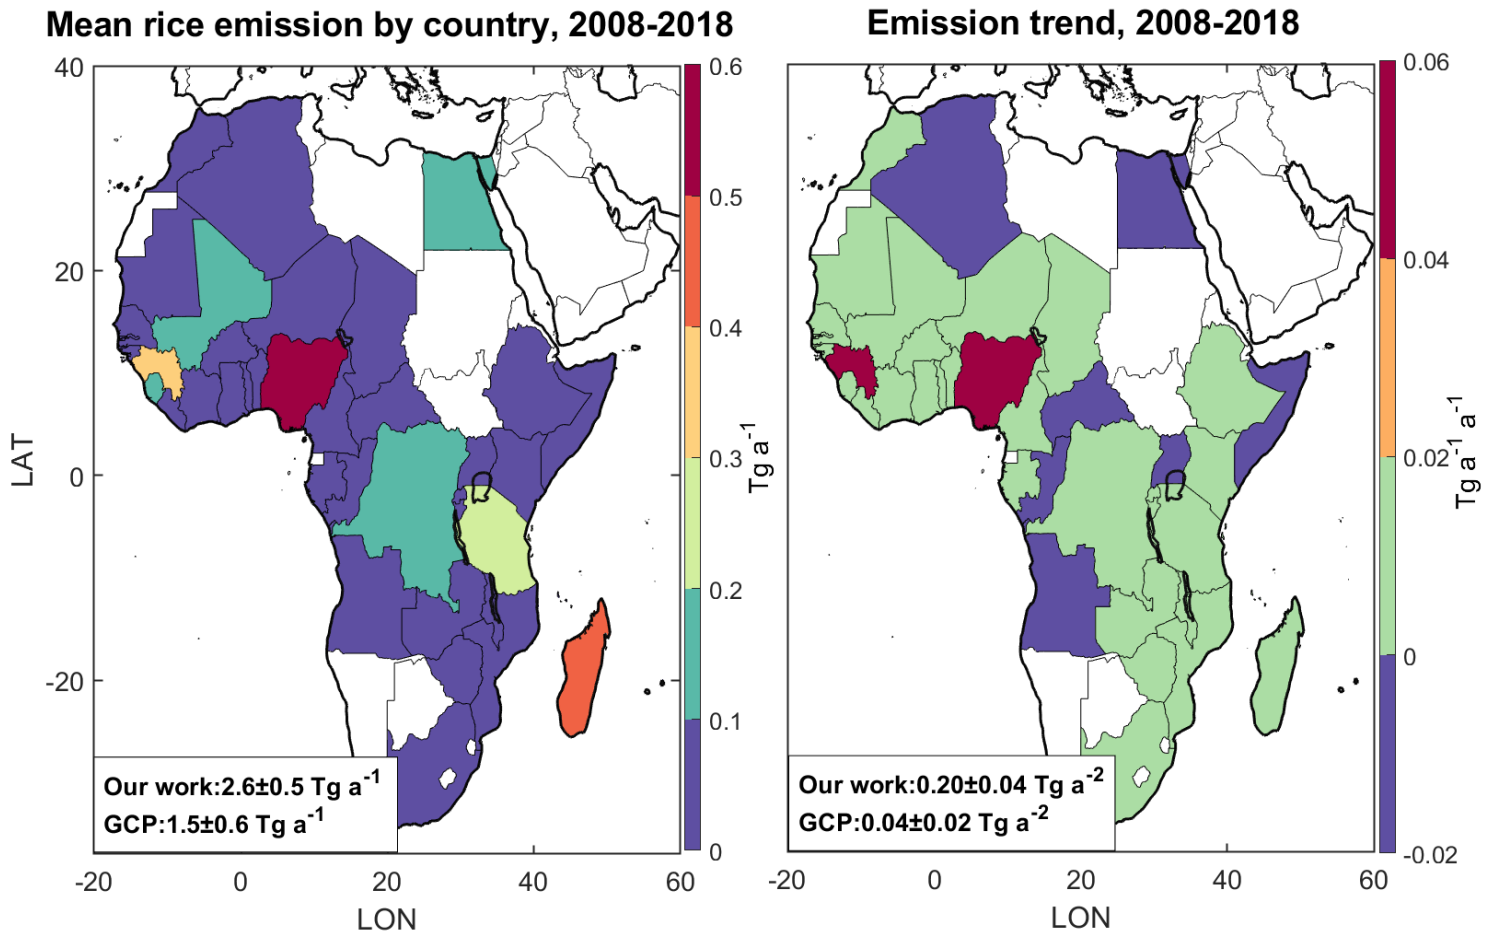 Mean rice emission by country, 2008-2018
40
20
0
-20
LAT
-20
0
20
40
60
LON
Our work:2.6±0.5 Tg a-1
GCP:1.5±0.6 Tg a-1
0.6
0.5
0.4
0.3
0.2
0.1
0
Tg a-1
Emission trend, 2008-2018
-20
0
20
40
60
LON
Our work:0.20±0.04 Tg a-2
GCP:0.04±0.02 Tg a-2
0.06
0.04
0.02
0
-0.02
Tg a-1 a-1